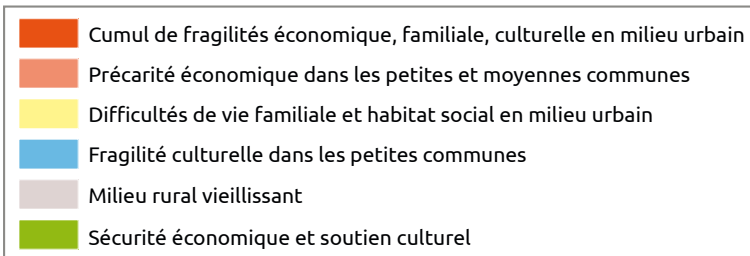 Cumul de fragilités économique, familiale, culturelle en milieu urbain
Précarité économique dans les petites et moyennes communes
Difficultés de vie familiale et habitat social en milieu urbain
Fragilité culturelle dans les petites communes
Milieu rural vieillissant
Sécurité économique et soutien culturel